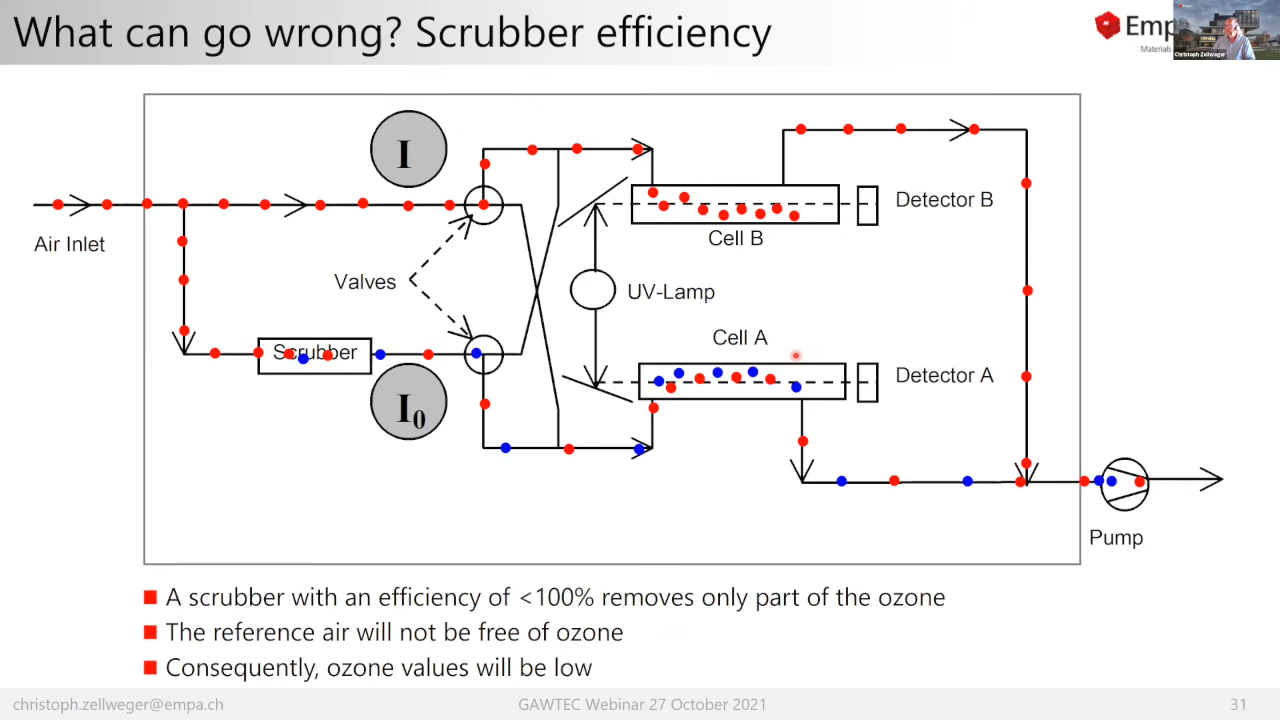 What can go wrong? Scrubber efficiency
Emp
Materials
Christoph Zellweger
I
Air Inlet
Valves
Scrubber
I₀
UV-Lamp
Detector B
Cell B
Cell A
Detector A
Pump
A scrubber with an efficiency of <100% removes only part of the ozone
The reference air will not be free of ozone
Consequently, ozone values will be low
christoph.zellweger@empa.ch
GAWTEC Webinar 27 October 2021
31